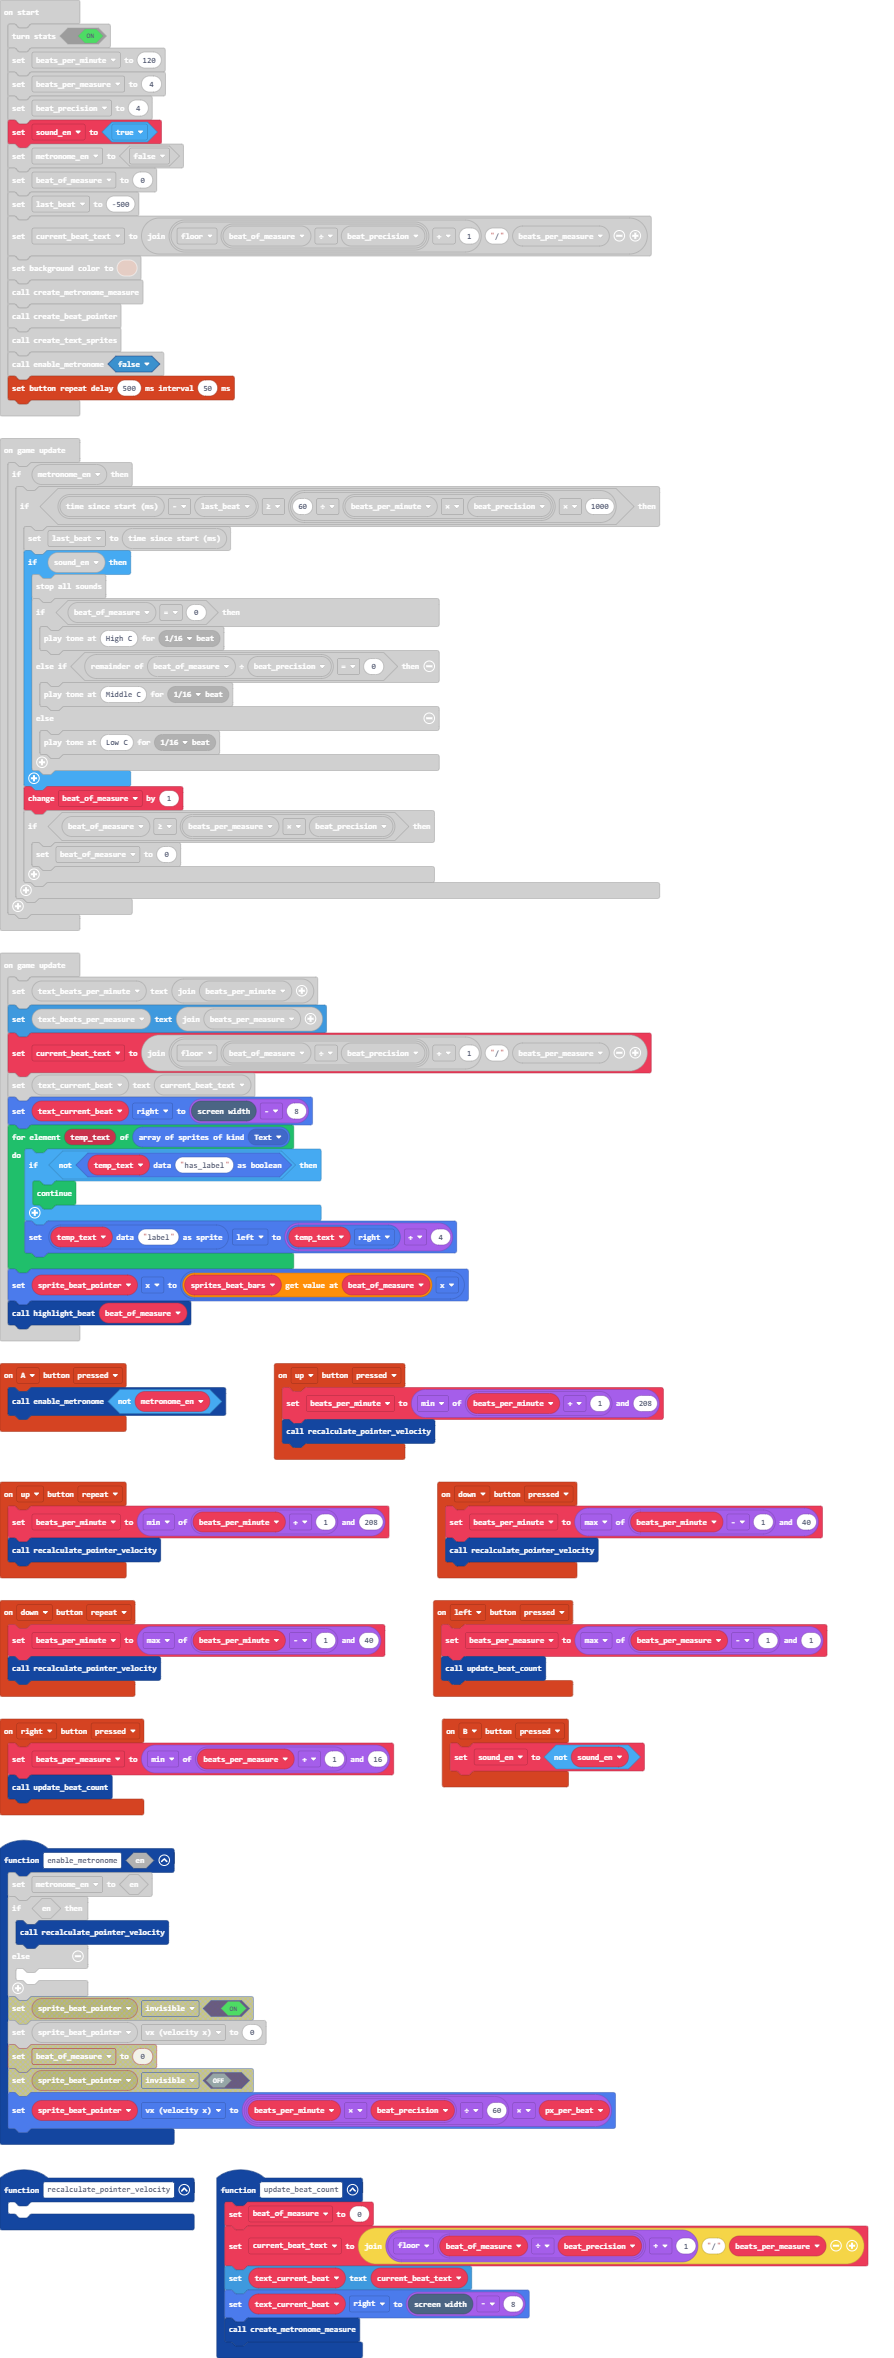 on start
turn stats ON
set beats_per_minute to 120
set beats_per_measure to 4
set beat_precision to 4
set sound_en to true
set metronome_en to false
set beat_of_measure to 0
set last_beat to -500
set current_beat_text to join floor beat_of_measure ÷ beat_precision + 1 "/" beats_per_measure
set background color to
call create_metronome_measure
call create_beat_pointer
call create_text_sprites
call enable_metronome false
set button repeat delay 500 ms interval 50 ms
on game update
if metronome_en then
if time since start (ms) - last_beat ≥ 60 ÷ beats_per_minute × beat_precision × 1000 then
set last_beat to time since start (ms)
if sound_en then
stop all sounds
if beat_of_measure = 0 then
play tone at High C for 1/16 beat
else if remainder of beat_of_measure ÷ beat_precision = 0 then
play tone at Middle C for 1/16 beat
else
play tone at Low C for 1/16 beat
change beat_of_measure by 1
if beat_of_measure ≥ beats_per_measure × beat_precision then
set beat_of_measure to 0
on game update
set text_beats_per_minute text join beats_per_minute
set text_beats_per_measure text join beats_per_measure
set current_beat_text to join floor beat_of_measure ÷ beat_precision + 1 "/" beats_per_measure
set text_current_beat text current_beat_text
set text_current_beat right to screen width - 8
for element temp_text of array of sprites of kind Text
do if not temp_text data "has_label" as boolean then
continue
set temp_text data "label" as sprite left to temp_text right + 4
set sprite_beat_pointer x to sprites_beat_bars get value at beat_of_measure x
call highlight_beat beat_of_measure
on A button pressed
call enable_metronome not metronome_en
on up button pressed
set beats_per_minute to min of beats_per_minute + 1 and 208
call recalculate_pointer_velocity
on up button repeat
set beats_per_minute to min of beats_per_minute + 1 and 208
call recalculate_pointer_velocity
on down button pressed
set beats_per_minute to max of beats_per_minute - 1 and 40
call recalculate_pointer_velocity
on down button repeat
set beats_per_minute to max of beats_per_minute - 1 and 40
call recalculate_pointer_velocity
on left button pressed
set beats_per_measure to max of beats_per_measure - 1 and 1
call update_beat_count
on right button pressed
set beats_per_measure to min of beats_per_measure + 1 and 16
call update_beat_count
on B button pressed
set sound_en to not sound_en
function enable_metronome en
set metronome_en to en
if en then
call recalculate_pointer_velocity
else
set sprite_beat_pointer invisible ON
set sprite_beat_pointer vx (velocity x) to 0
set beat_of_measure to 0
set sprite_beat_pointer invisible OFF
set sprite_beat_pointer vx (velocity x) to beats_per_minute × beat_precision ÷ 60 × px_per_beat
function recalculate_pointer_velocity
function update_beat_count
set beat_of_measure to 0
set current_beat_text to join floor beat_of_measure ÷ beat_precision + 1 "/" beats_per_measure
set text_current_beat text current_beat_text
set text_current_beat right to screen width - 8
call create_metronome_measure